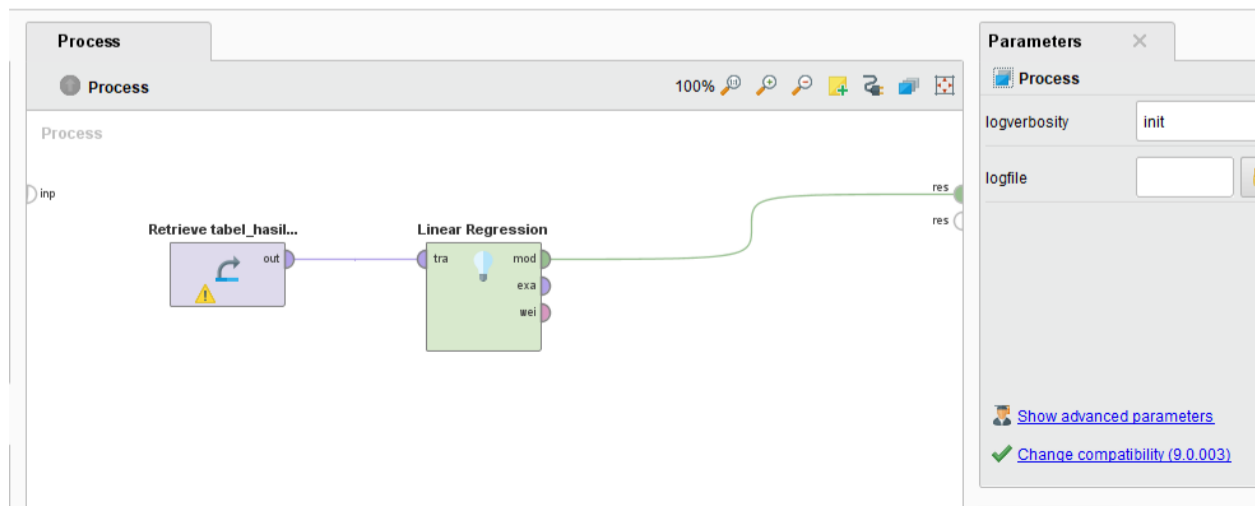 Process
Process
100%
Process
inp
Retrieve tabel_hasil...
out
Linear Regression
tra
mod
exa
wei
res
res
Parameters
Process
logverbosity
init
logfile
Show advanced parameters
Change compatibility (9.0.003)